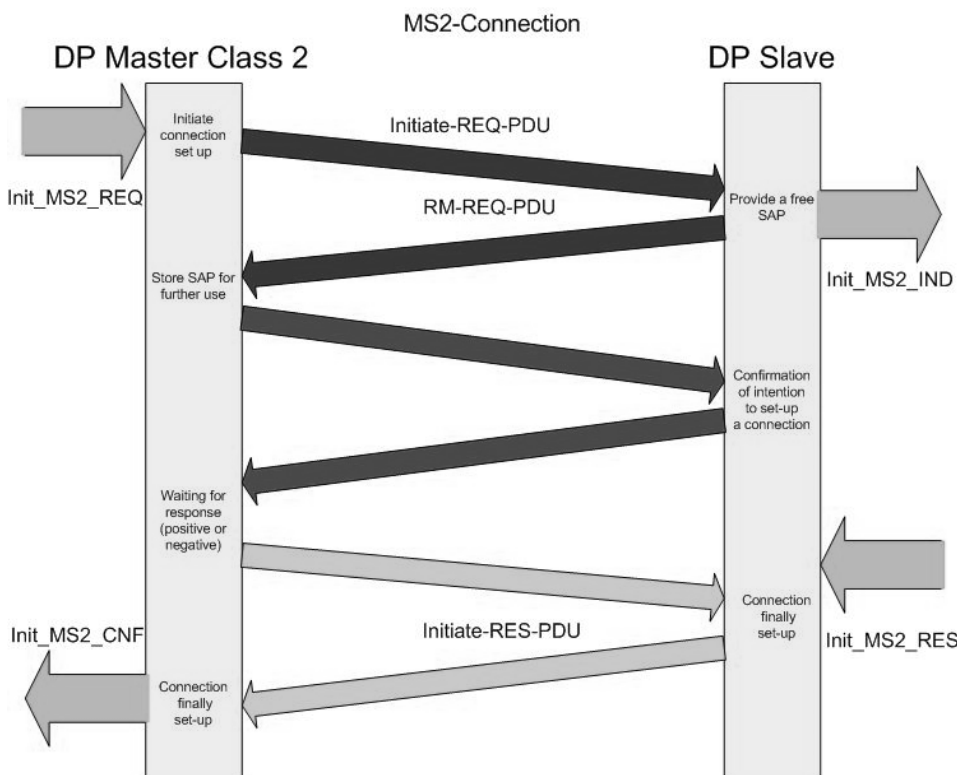 MS2-Connection
DP Master Class 2
DP Slave
Initiate
connection
set up
Initiate-REQ-PDU
Init_MS2_REQ
RM-REQ-PDU
Provide a free
SAP
Init_MS2_IND
Store SAP for
further use
Confirmation
of intention
to set-up
a connection
Waiting for
response
(positive or
negative)
Connection
finally
set-up
Init_MS2_CNF
Initiate-RES-PDU
Init_MS2_RES
Connection
finally
set-up